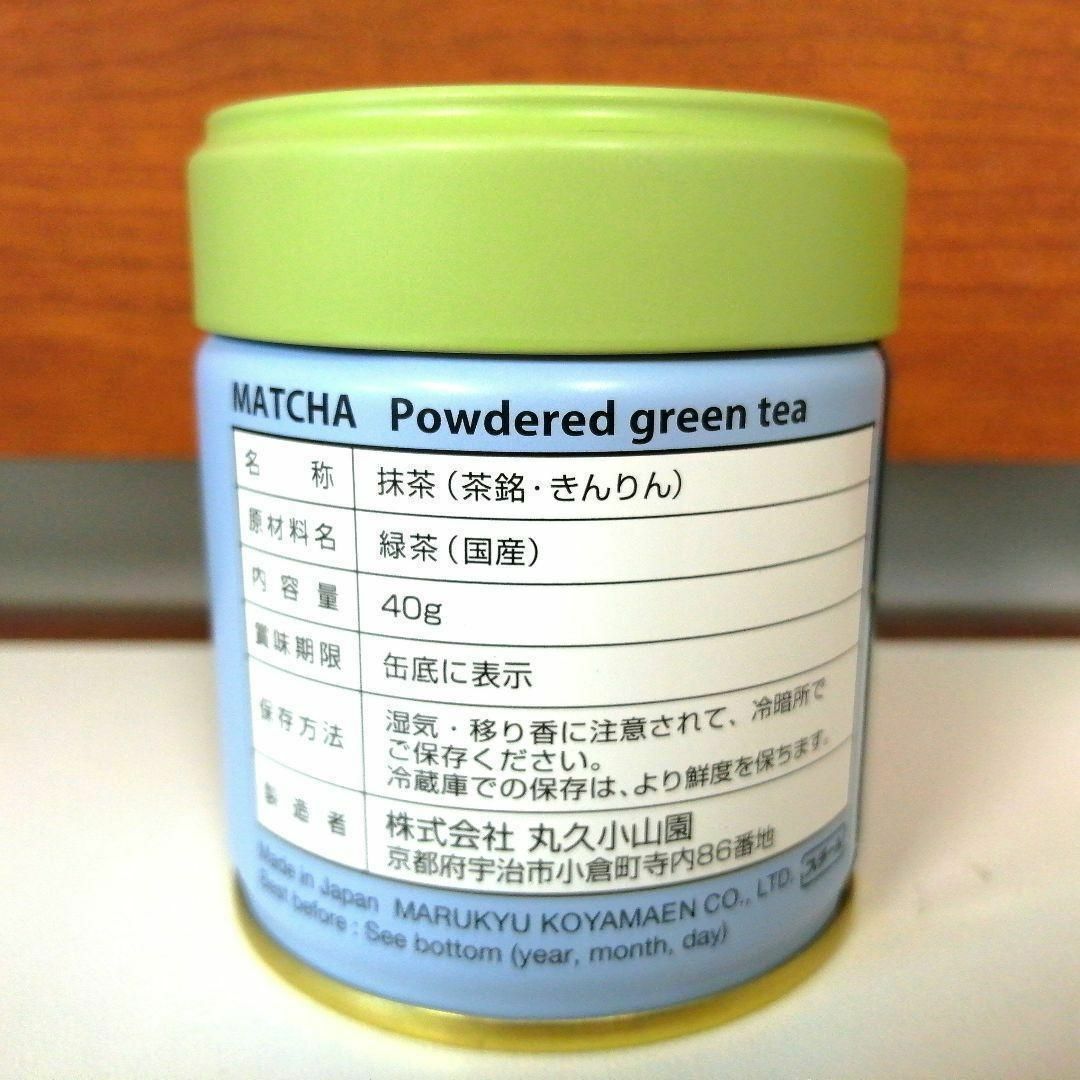 MATCHA Powdered green tea
名称 抹茶（茶銘・きんりん）
原材料名 緑茶（国産）
内容量 40g
賞味期限 缶底に表示
保存方法 湿気・移り香に注意されて、冷暗所で
ご保存ください。
冷蔵庫での保存は、より鮮度を保ちます。
製造者 株式会社 丸久小山園
京都府宇治市小倉町寺内86番地
スチール
Made in Japan MARUKYU KOYAMAEN CO., LTD.
Best before : See bottom (year, month, day)